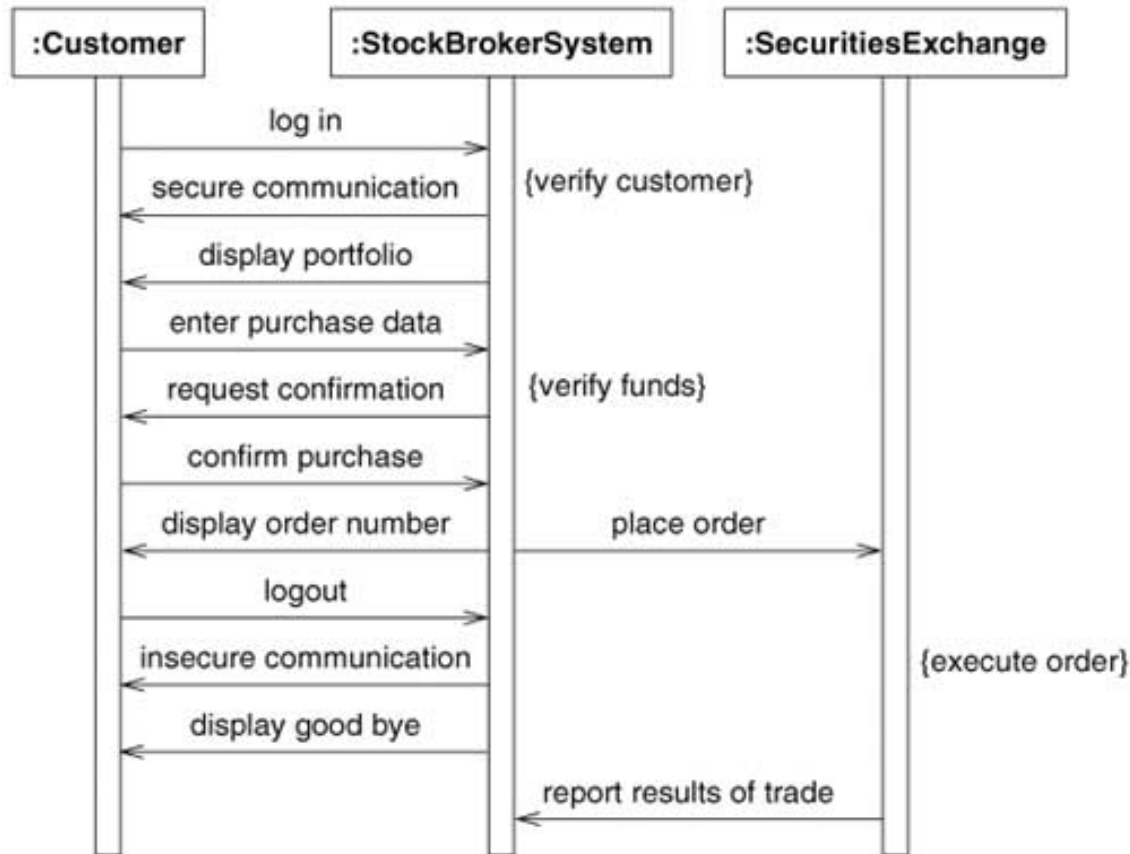 :Customer
:StockBrokerSystem
:SecuritiesExchange
log in
{verify customer}
secure communication
display portfolio
enter purchase data
{verify funds}
request confirmation
confirm purchase
display order number
place order
logout
insecure communication
{execute order}
display good bye
report results of trade